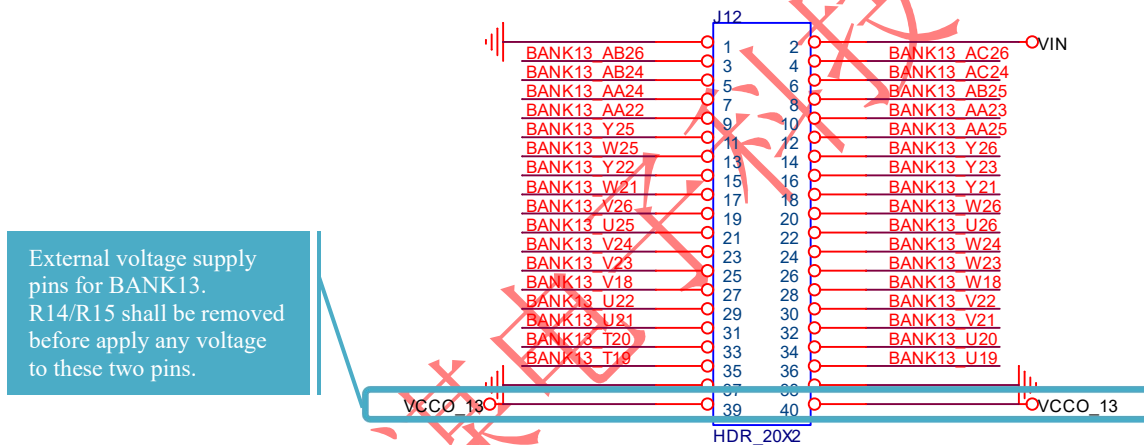 J12
1 2 VIN
BANK13_AB26 3 4 BANK13_AC26
BANK13_AB24 5 6 BANK13_AC24
BANK13_AA24 7 8 BANK13_AB25
BANK13_AA22 9 10 BANK13_AA23
BANK13_Y25 11 12 BANK13_AA25
BANK13_W25 13 14 BANK13_Y26
BANK13_Y22 15 16 BANK13_Y23
BANK13_W21 17 18 BANK13_Y21
BANK13_V26 19 20 BANK13_W26
BANK13_U25 21 22 BANK13_U26
BANK13_V24 23 24 BANK13_W24
BANK13_V23 25 26 BANK13_W23
BANK13_V18 27 28 BANK13_W18
BANK13_U22 29 30 BANK13_V22
BANK13_U21 31 32 BANK13_V21
BANK13_T20 33 34 BANK13_U20
BANK13_T19 35 36 BANK13_U19
37 38
VCCO_13 39 40 VCCO_13
HDR_20X2
External voltage supply
pins for BANK13.
R14/R15 shall be removed
before apply any voltage
to these two pins.